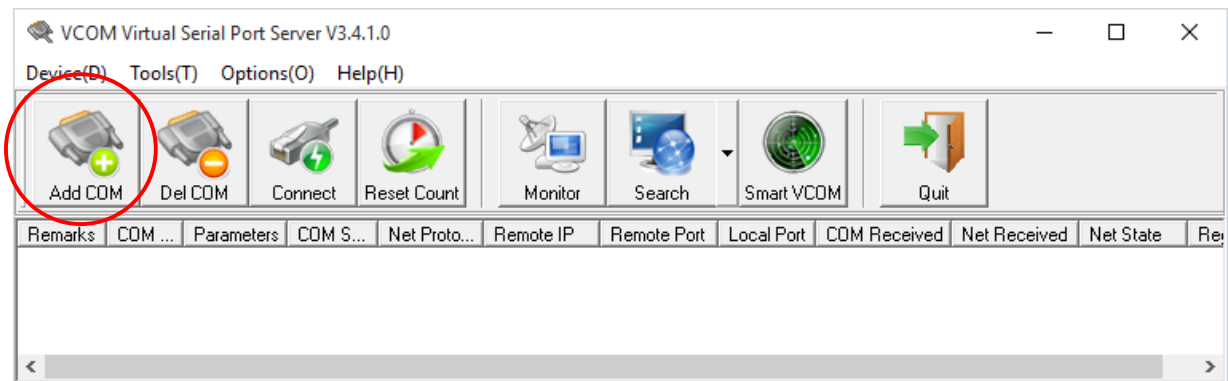 VCOM Virtual Serial Port Server V3.4.1.0
Device(D) Tools(T) Options(O) Help(H)
Add COM Del COM Connect Reset Count Monitor Search Smart VCOM Quit
Remarks COM ... Parameters COM S... Net Proto... Remote IP Remote Port Local Port COM Received Net Received Net State